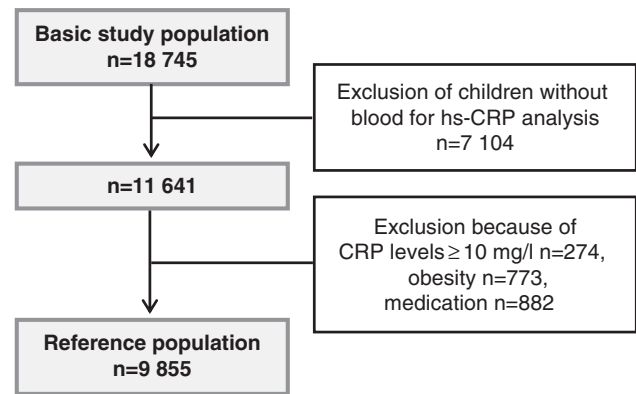 Basic study population
n=18 745
Exclusion of children without
blood for hs-CRP analysis
n=7 104
n=11 641
Exclusion because of
CRP levels ≥ 10 mg/l n=274,
obesity n=773,
medication n=882
Reference population
n=9 855